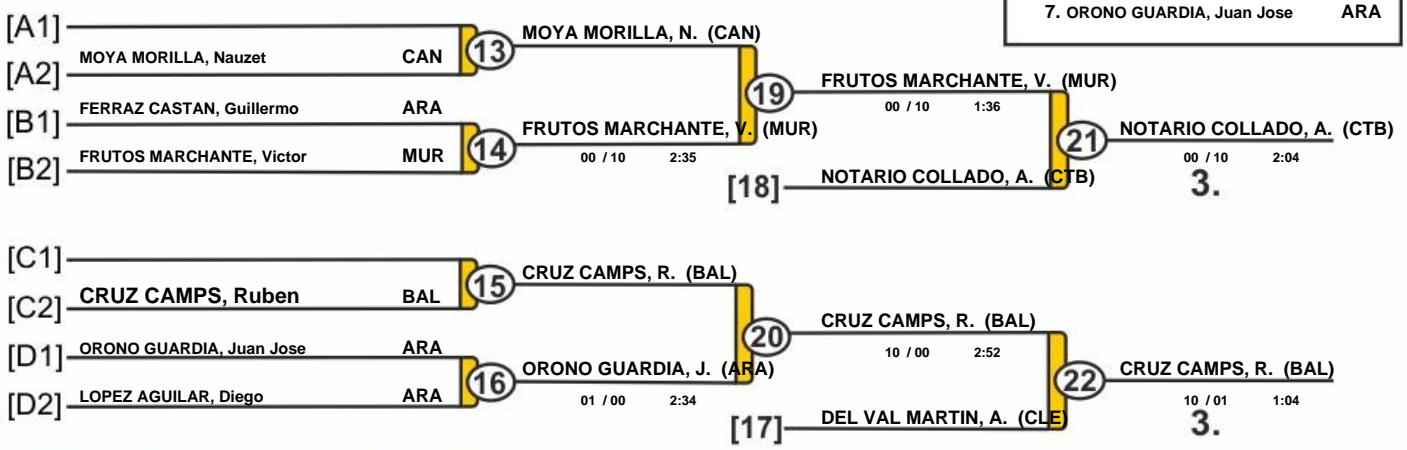 7. ORONO GUARDIA, Juan Jose ARA
[A1]
13 MOYA MORILLA, N. (CAN)
MOYA MORILLA, Nauzet CAN
[A2]
19 FRUTOS MARCHANTE, V. (MUR)
00 / 10 1:36
FERRAZ CASTAN, Guillermo ARA
[B1]
14 FRUTOS MARCHANTE, V. (MUR)
00 / 10 2:35
21 NOTARIO COLLADO, A. (CTB)
00 / 10 2:04
FRUTOS MARCHANTE, Victor MUR
[B2]
[18] NOTARIO COLLADO, A. (CTB)
3.
[C1]
15 CRUZ CAMPS, R. (BAL)
CRUZ CAMPS, Ruben BAL
[C2]
20 CRUZ CAMPS, R. (BAL)
10 / 00 2:52
[D1] ORONO GUARDIA, Juan Jose ARA
16 ORONO GUARDIA, J. (ARA)
01 / 00 2:34
22 CRUZ CAMPS, R. (BAL)
10 / 01 1:04
[D2] LOPEZ AGUILAR, Diego ARA
[17] DEL VAL MARTIN, A. (CLE)
3.